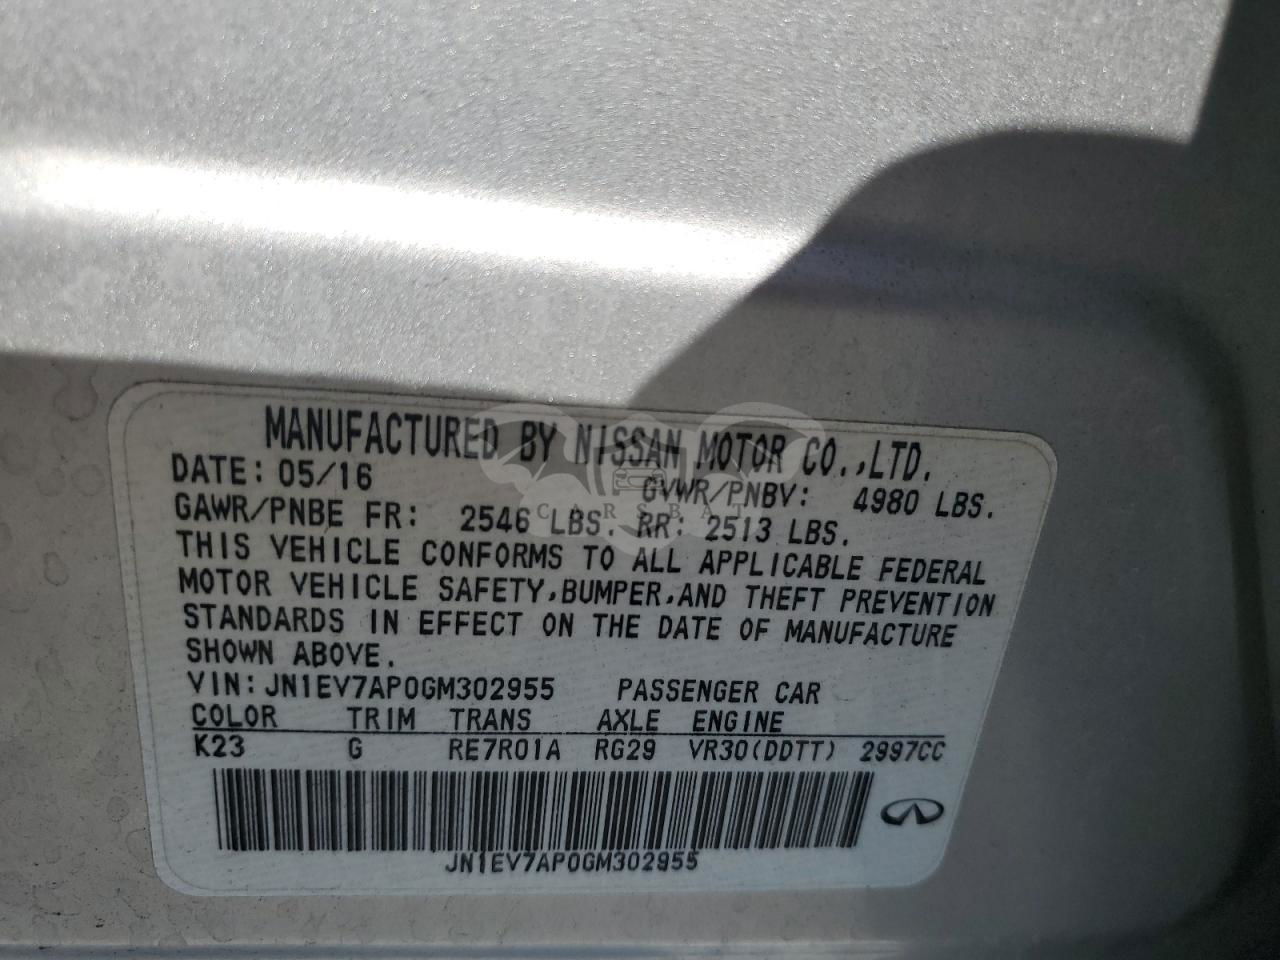 MANUFACTURED BY NISSAN MOTOR CO.,LTD.
DATE: 05/16 GVWR/PNBV: 4980 LBS.
GAWR/PNBE FR: 2546 LBS. RR: 2513 LBS.
CARSBAT
THIS VEHICLE CONFORMS TO ALL APPLICABLE FEDERAL
MOTOR VEHICLE SAFETY,BUMPER,AND THEFT PREVENTION
STANDARDS IN EFFECT ON THE DATE OF MANUFACTURE
SHOWN ABOVE.
VIN:JN1EV7AP0GM302955 PASSENGER CAR
COLOR TRIM TRANS AXLE ENGINE
K23 G RE7R01A RG29 VR30(DDTT) 2997CC
JN1EV7AP0GM302955